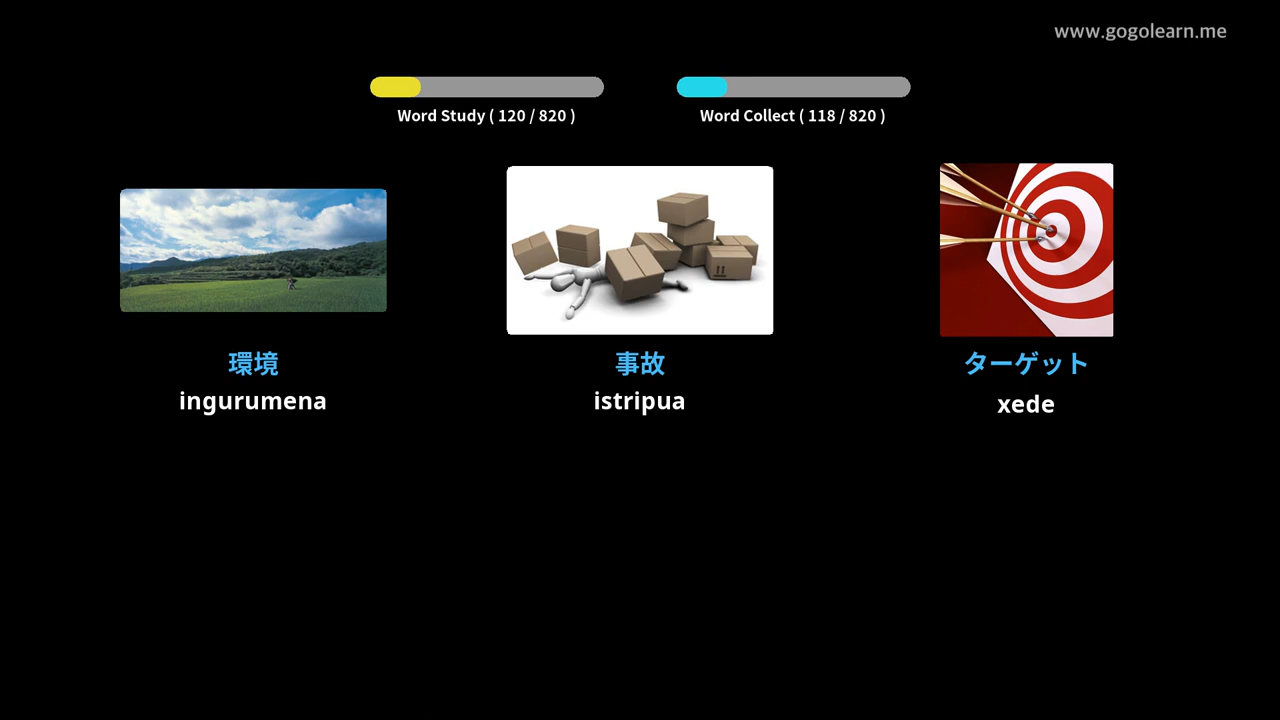 www.gogolearn.me
Word Study ( 120 / 820 )
Word Collect ( 118 / 820 )
環境
事故
ターゲット
ingurumena
istripua
xede